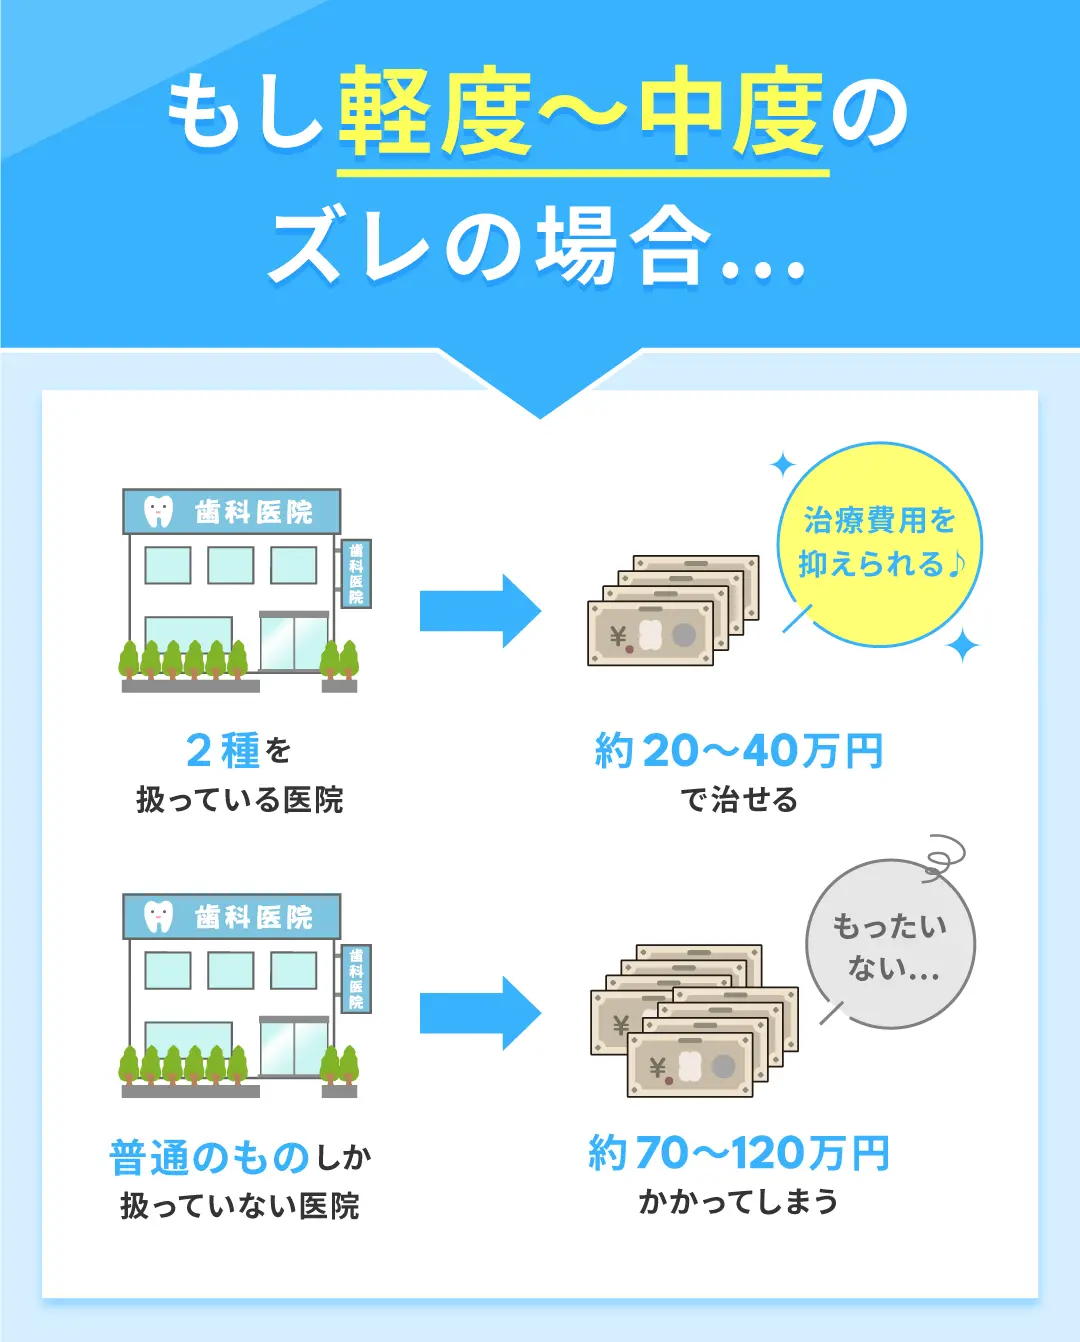 もし軽度〜中度の
ズレの場合...
歯科医院
歯科医院
治療費用を
抑えられる♪
¥
2種を
扱っている医院
約20〜40万円
で治せる
歯科医院
歯科医院
もったい
ない...
¥
¥
普通のものしか
扱っていない医院
約70〜120万円
かかってしまう